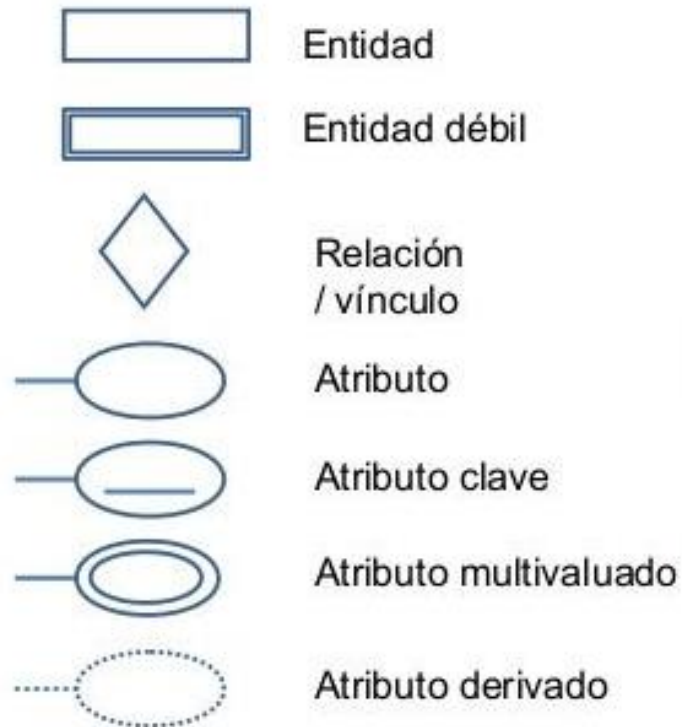 Entidad
Entidad débil
Relación
/ vínculo
Atributo
Atributo clave
Atributo multivaluado
Atributo derivado